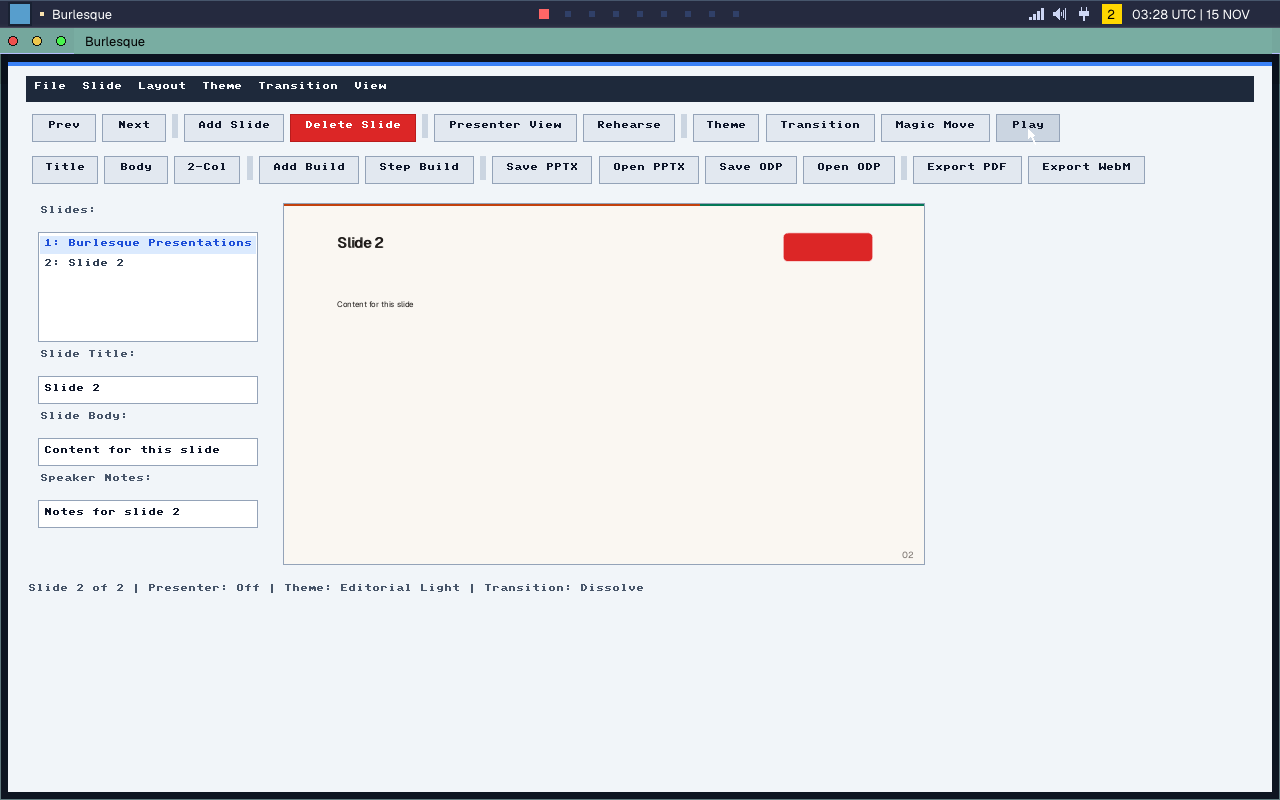 Burlesque
2
03:28 UTC | 15 NOV
Burlesque
File Slide Layout Theme Transition View
Prev Next Add Slide Delete Slide Presenter View Rehearse Theme Transition Magic Move Play
Title Body 2-Col Add Build Step Build Save PPTX Open PPTX Save ODP Open ODP Export PDF Export WebM
Slides:
1: Burlesque Presentations
2: Slide 2
Slide Title:
Slide 2
Slide Body:
Content for this slide
Speaker Notes:
Notes for slide 2
Slide 2
Content for this slide
02
Slide 2 of 2 | Presenter: Off | Theme: Editorial Light | Transition: Dissolve